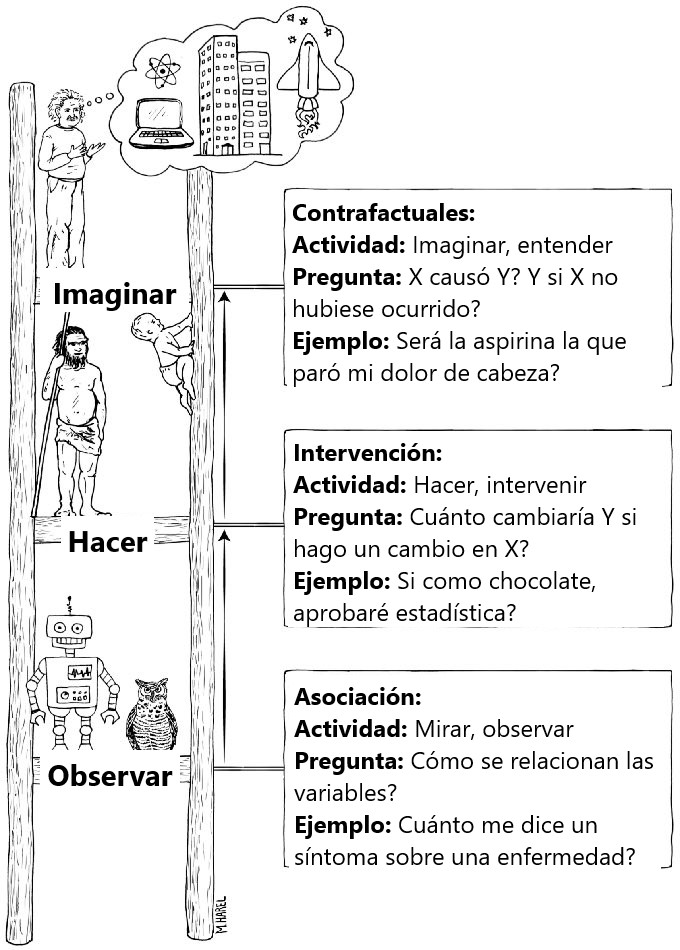 Contrafactuales:
Actividad: Imaginar, entender
Pregunta: X causó Y? Y si X no
hubiese ocurrido?
Ejemplo: Será la aspirina la que
paró mi dolor de cabeza?
Imaginar
Intervención:
Actividad: Hacer, intervenir
Pregunta: Cuánto cambiaría Y si
hago un cambio en X?
Ejemplo: Si como chocolate,
aprobaré estadística?
Hacer
Asociación:
Actividad: Mirar, observar
Pregunta: Cómo se relacionan las
variables?
Ejemplo: Cuánto me dice un
síntoma sobre una enfermedad?
Observar
M.HAREL